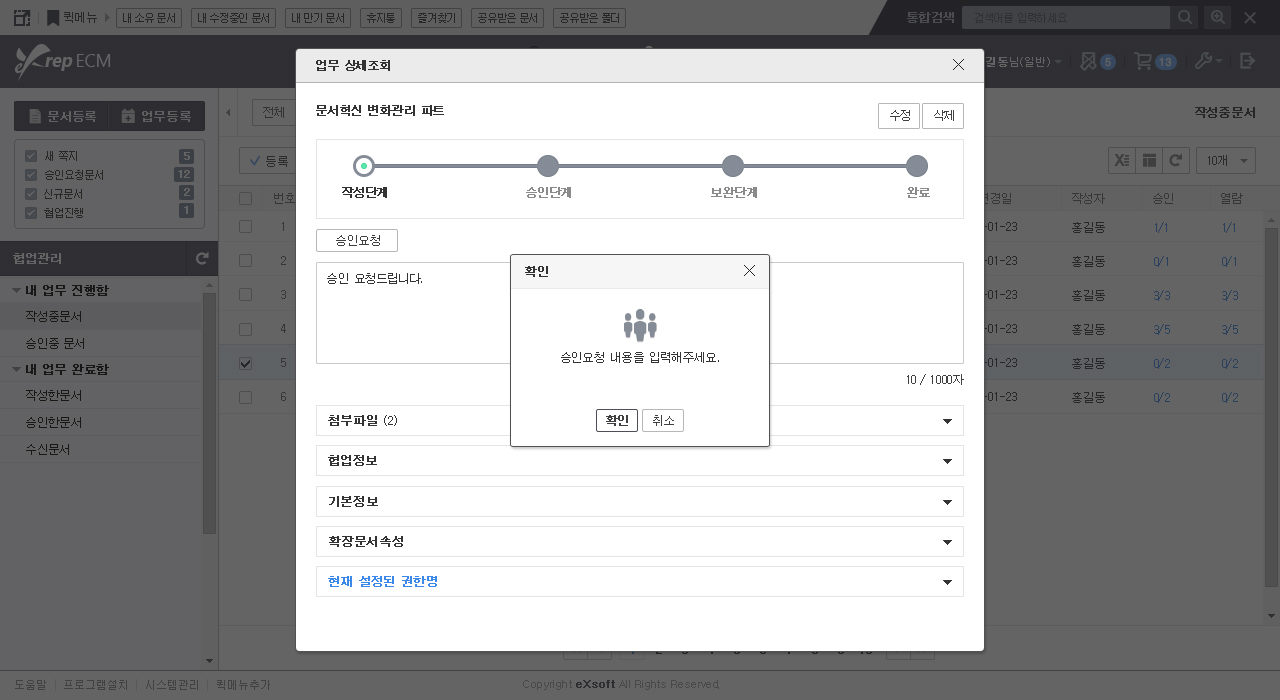 퀵메뉴 내 소유 문서 내 수정중인 문서 내 만기 문서 휴지통 즐겨찾기 공유받은 문서 공유받은 폴더 통합검색 검색어를 입력하세요
eXrep ECM 길동님(일반) 5 13
업무 상세조회
문서등록 업무등록
전체 작성중문서
문서혁신 변화관리 파트 수정 삭제
새 쪽지 5
승인요청문서 12
신규문서 2
협업진행 1
등록 10개
작성단계 승인단계 보완단계 완료
번호 작성자 승인 열람
1 -01-23 홍길동 1/1 1/1
2 -01-23 홍길동 0/1 0/1
3 -01-23 홍길동 3/3 3/3
4 -01-23 홍길동 3/5 3/5
5 -01-23 홍길동 0/2 0/2
6 -01-23 홍길동 0/2 0/2
협업관리
내 업무 진행함
작성중문서
승인중 문서
내 업무 완료함
작성한문서
승인한문서
수신문서
승인요청
승인 요청드립니다.
10 / 1000자
확인
승인요청 내용을 입력해주세요.
확인 취소
첨부파일 (2)
협업정보
기본정보
확장문서속성
현재 설정된 권한명
도움말 프로그램설치 시스템관리 퀵메뉴추가 Copyright eXsoft All Rights Reserved.